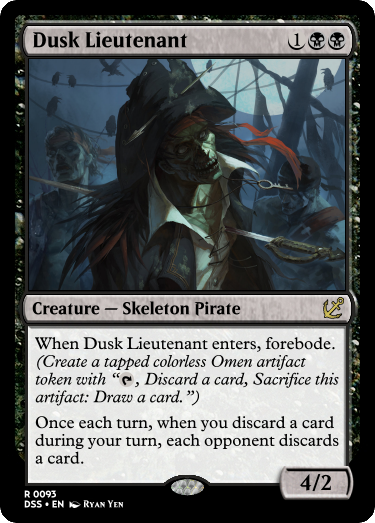 Dusk Lieutenant 1
Creature — Skeleton Pirate
When Dusk Lieutenant enters, forebode.
(Create a tapped colorless Omen artifact
token with “, Discard a card, Sacrifice this
artifact: Draw a card.”)
Once each turn, when you discard a card
during your turn, each opponent discards
a card.
4/2
R 0093
DSS • EN Ryan Yen